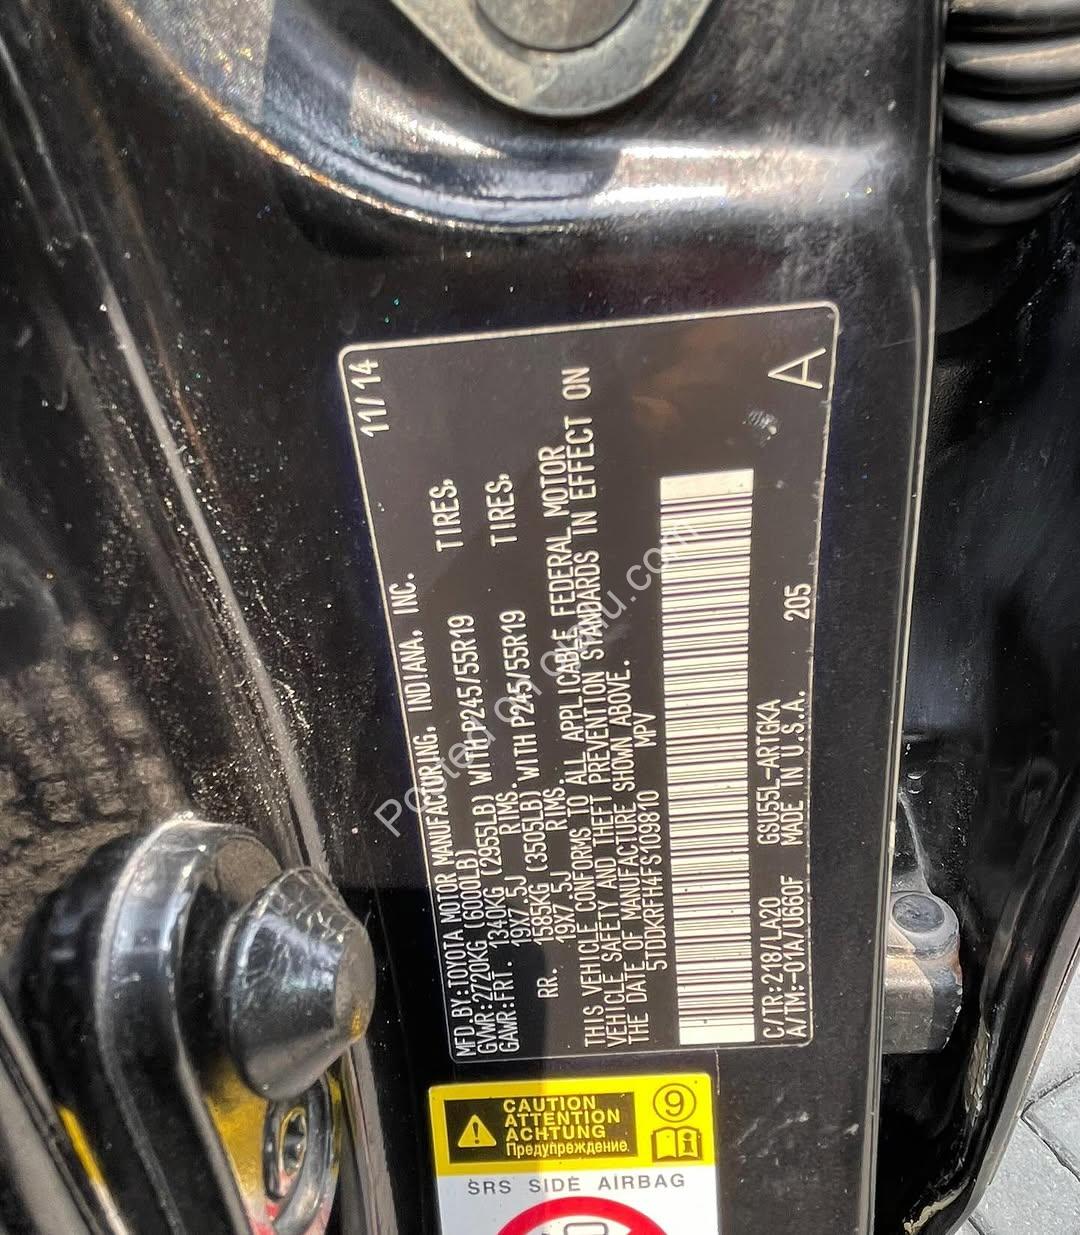 MFD.BY:TOYOTA MOTOR MANUFACTURING, INDIANA, INC. 11/14
GVWR:2720KG (6000LB)
GAWR:FRT. 1340KG (2955LB) WITH P245/55R19 TIRES,
19X7.5J RIMS.
RR. 1585KG (3505LB) WITH P245/55R19 TIRES,
19X7.5J RIMS.
THIS VEHICLE CONFORMS TO ALL APPLICABLE FEDERAL MOTOR
VEHICLE SAFETY AND THEFT PREVENTION STANDARDS IN EFFECT ON
THE DATE OF MANUFACTURE SHOWN ABOVE.
5TDDKRFH4FS109810 MPV
C/TR:218/LA20 GSU55L-ARTGKA
A/TM:-01A/U660F MADE IN U.S.A. 205
A
CAUTION
ATTENTION
ACHTUNG
Предупреждение
9
i
SRS SIDE AIRBAG